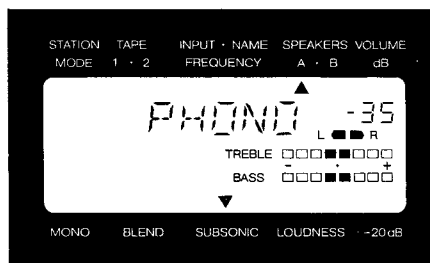 STATION TAPE INPUT · NAME SPEAKERS VOLUME
MODE 1 · 2 FREQUENCY A · B dB
PHONO -35
L R
TREBLE
- · +
BASS
MONO BLEND SUBSONIC LOUDNESS -20dB